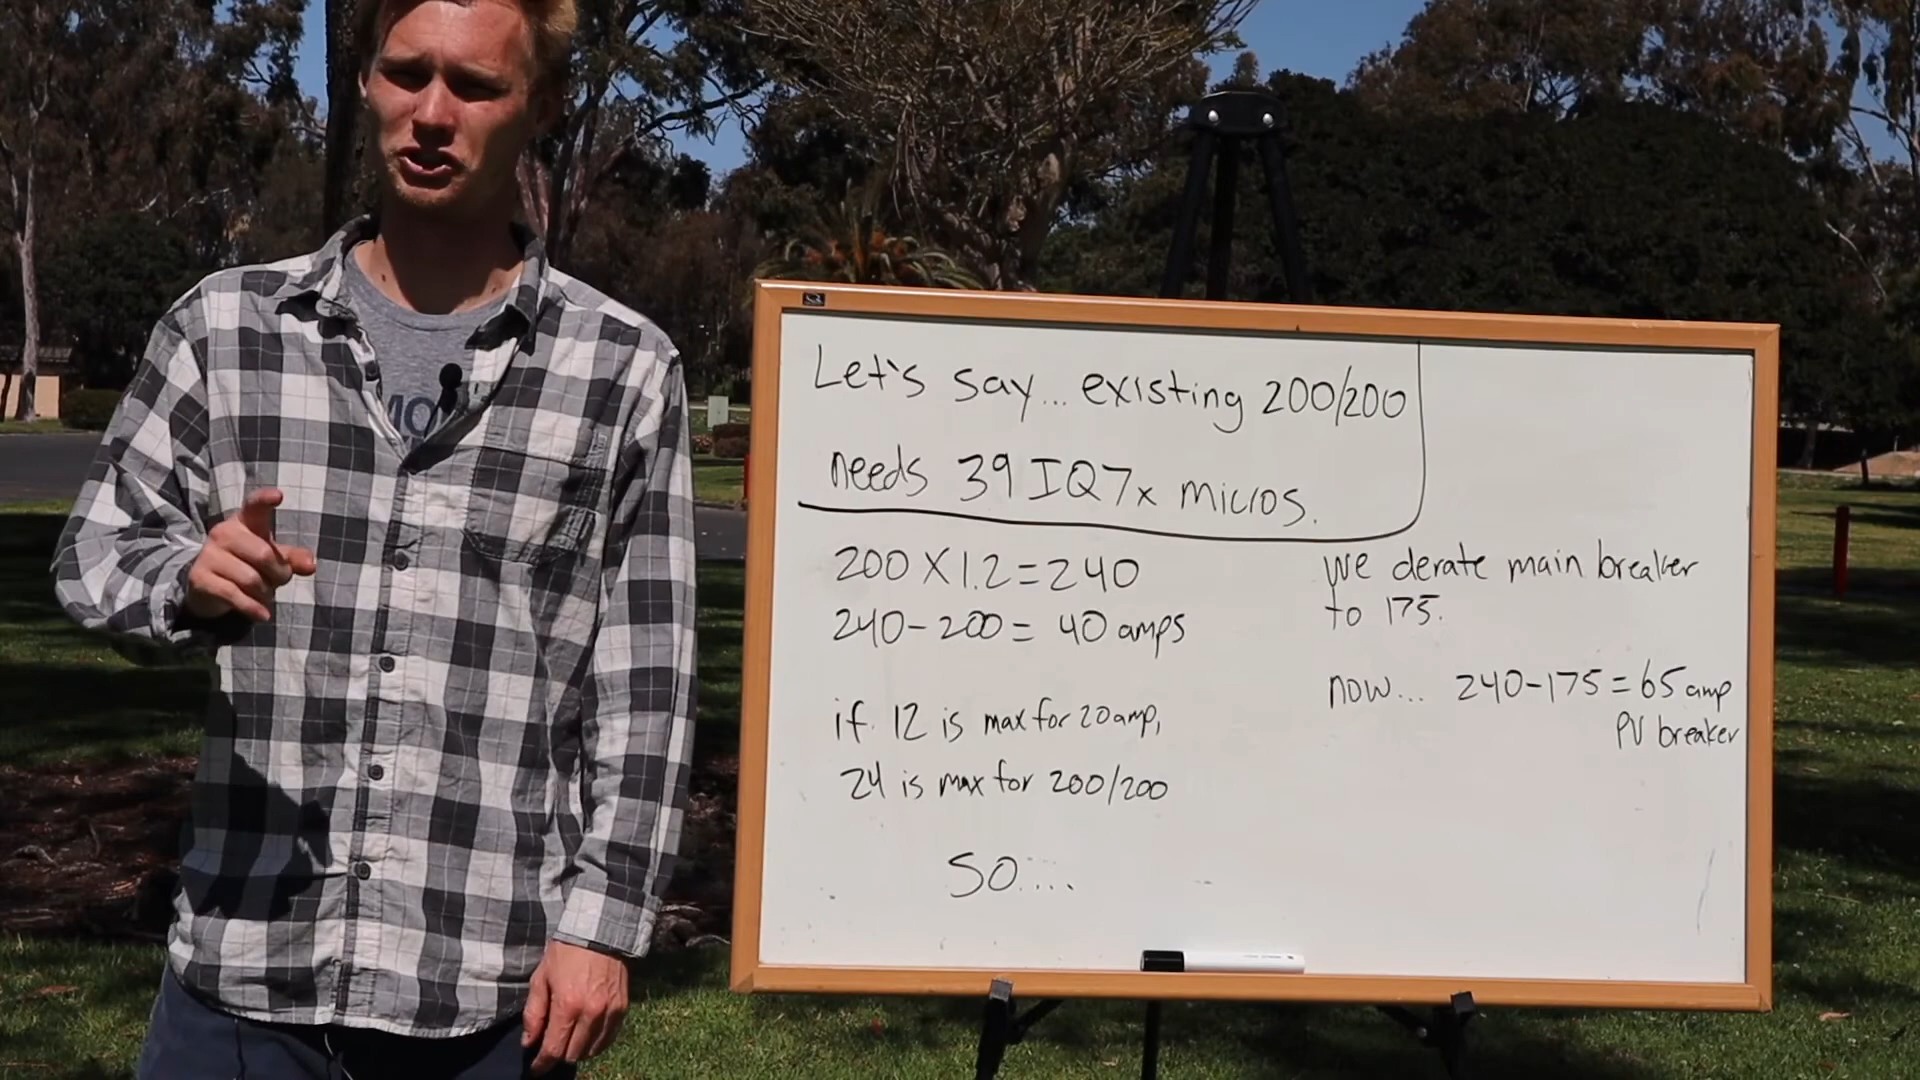 Let's say... existing 200/200
needs 39 IQ7x micros.
200 X 1.2 = 240
240 - 200 = 40 amps
if 12 is max for 20 amp,
24 is max for 200/200
SO....
we derate main breaker
to 175.
now... 240-175 = 65 amp
PV breaker
MO